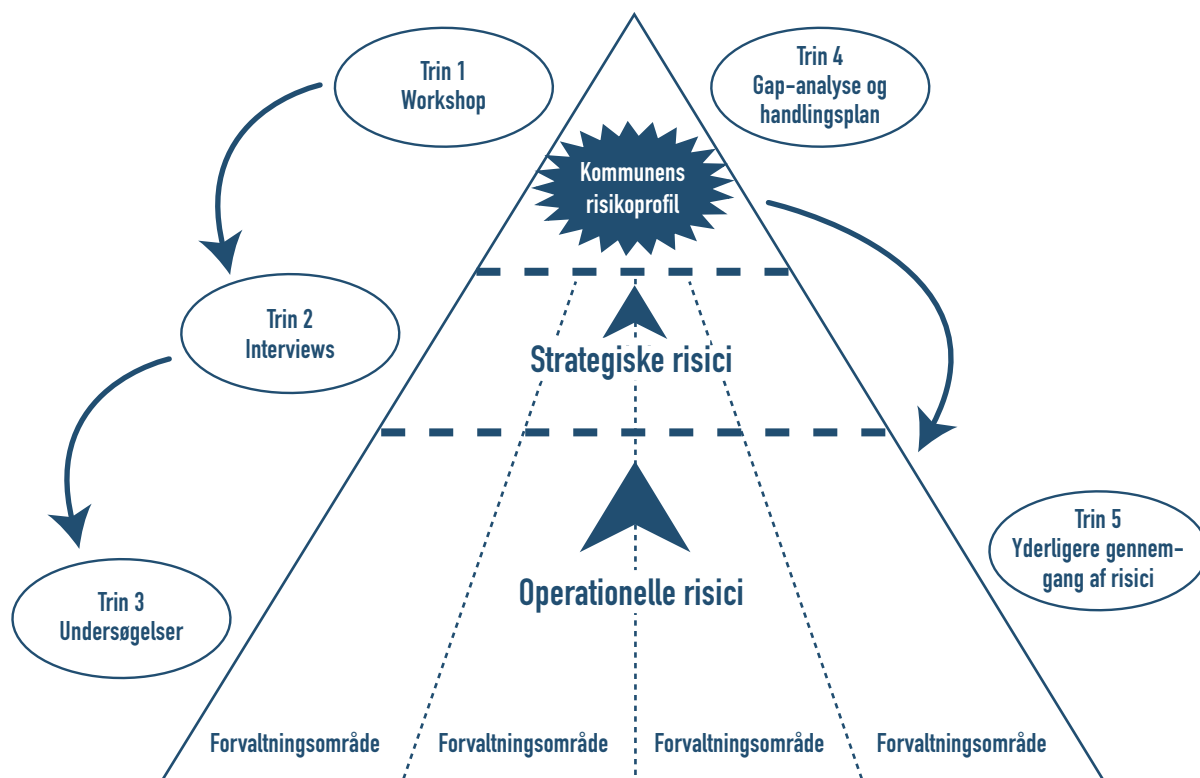 Trin 1
Workshop
Trin 4
Gap-analyse og
handlingsplan
Kommunens
risikoprofil
Trin 2
Interviews
Strategiske risici
Trin 5
Yderligere gennem-
gang af risici
Operationelle risici
Trin 3
Undersøgelser
Forvaltningsområde
Forvaltningsområde
Forvaltningsområde
Forvaltningsområde